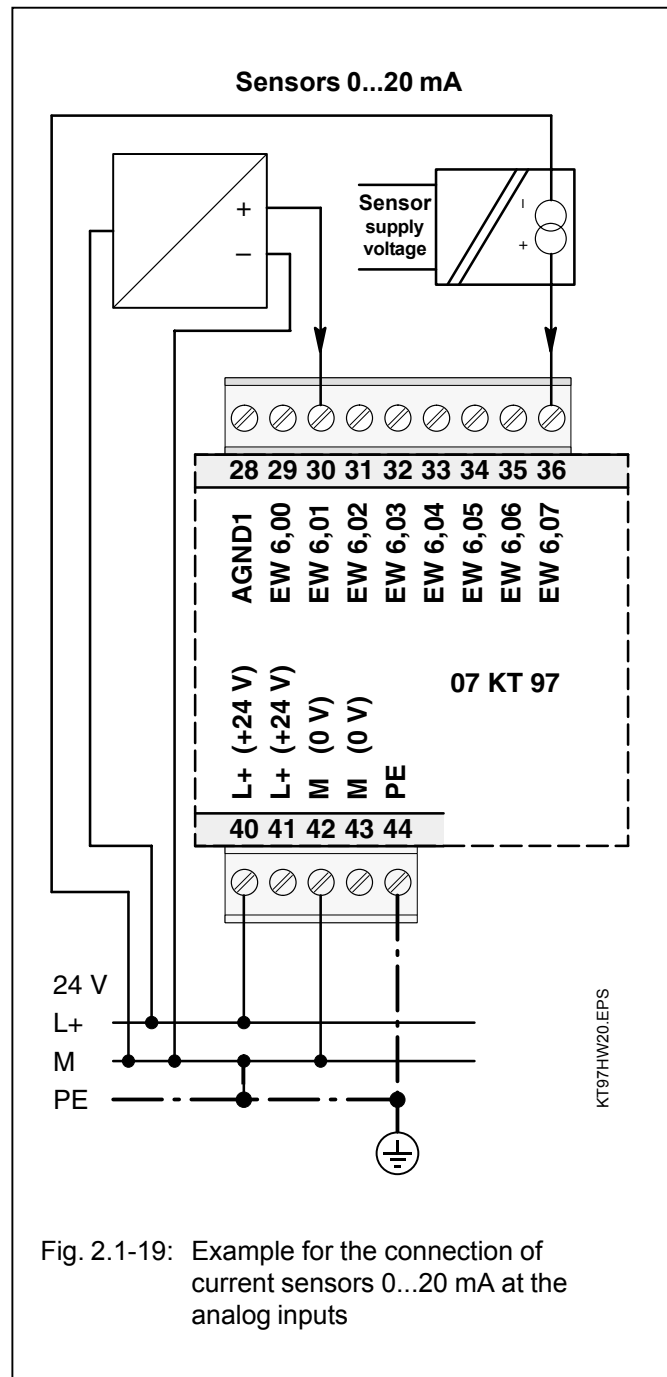 Sensors 0...20 mA
+
−
Sensor
supply
voltage
−
+
28 29 30 31 32 33 34 35 36
AGND1
EW 6,00
EW 6,01
EW 6,02
EW 6,03
EW 6,04
EW 6,05
EW 6,06
EW 6,07
07 KT 97
L+ (+24 V)
L+ (+24 V)
M (0 V)
M (0 V)
PE
40 41 42 43 44
24 V
L+
M
PE
KT97HW20.EPS
Fig. 2.1-19: Example for the connection of
current sensors 0...20 mA at the
analog inputs